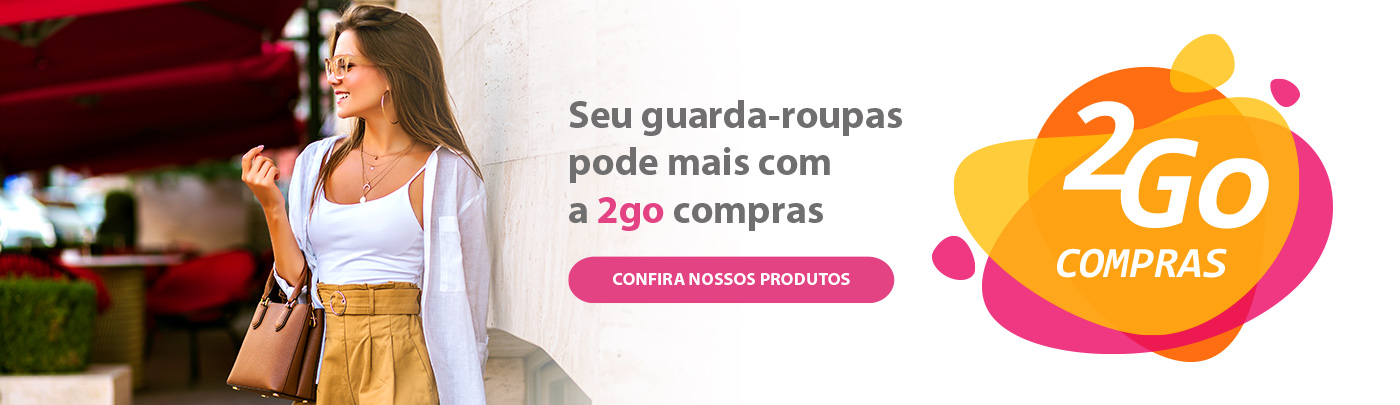 Seu guarda-roupas
pode mais com
a 2go compras
CONFIRA NOSSOS PRODUTOS
2GO
COMPRAS